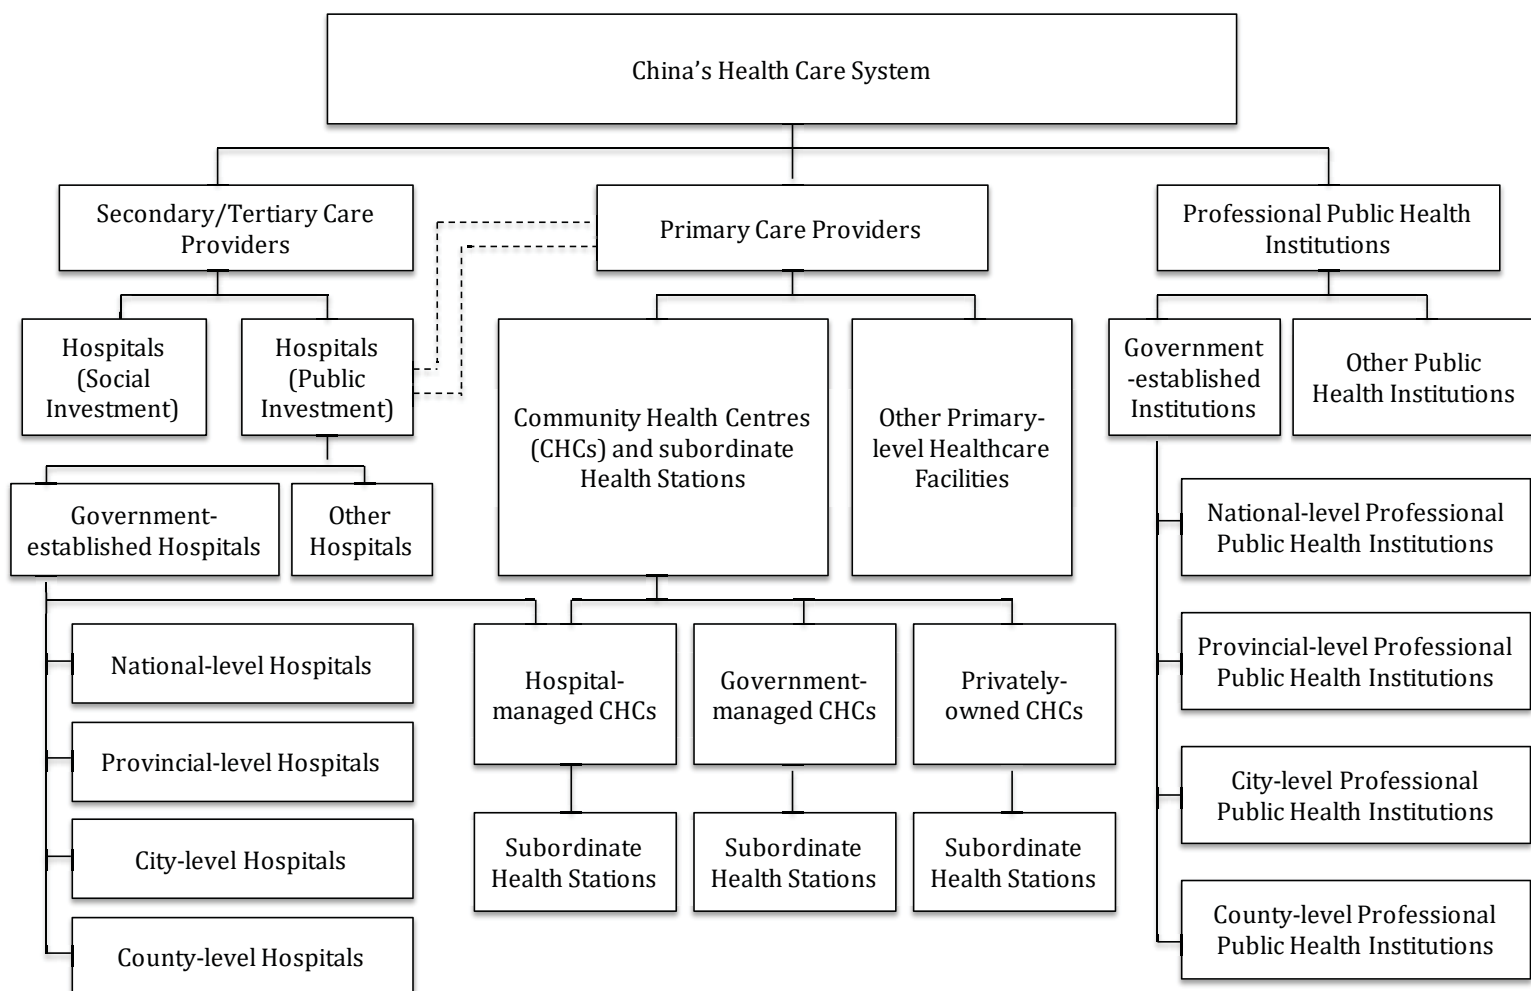 China’s Health Care System
Secondary/Tertiary Care
Providers
Primary Care Providers
Professional Public Health
Institutions
Hospitals
(Social
Investment)
Hospitals
(Public
Investment)
Community Health
Centres (CHCs) and subordinate
Health Stations
Other Primary-
level Healthcare
Facilities
Government
-established
Institutions
Other Public
Health Institutions
Government-
established Hospitals
Other
Hospitals
National-level Hospitals
Provincial-level Hospitals
City-level Hospitals
County-level Hospitals
Hospital-
managed CHCs
Government-
managed CHCs
Privately-
owned CHCs
Subordinate
Health Stations
Subordinate
Health Stations
Subordinate
Health Stations
National-level Professional
Public Health Institutions
Provincial-level Professional
Public Health Institutions
City-level Professional
Public Health Institutions
County-level Professional
Public Health Institutions